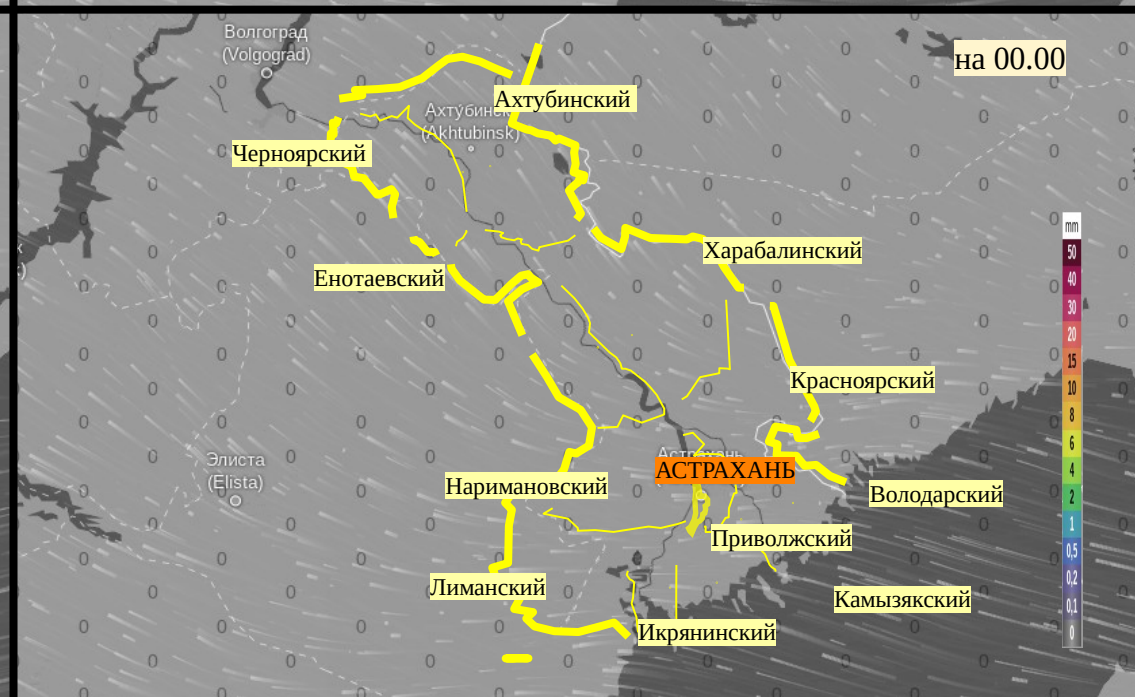 Волгоград
(Volgograd)
на 00.00
Ахтубинский
Ахтубинск
(Akhtubinsk)
Черноярский
mm
50
Харабалинский
Енотаевский
40
30
20
15
Красноярский
10
8
6
Элиста
(Elista)
Астрахань
АСТРАХАНЬ
4
Наримановский
Володарский
2
1
Приволжский
0,5
0,2
Лиманский
Камызякский
0,1
0
Икрянинский